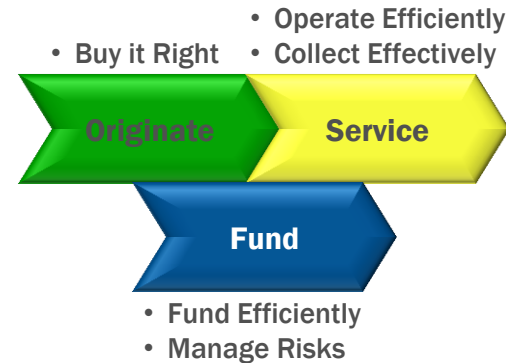 • Operate Efficiently
• Buy it Right
• Collect Effectively
Originate
Service
Fund
• Fund Efficiently
• Manage Risks